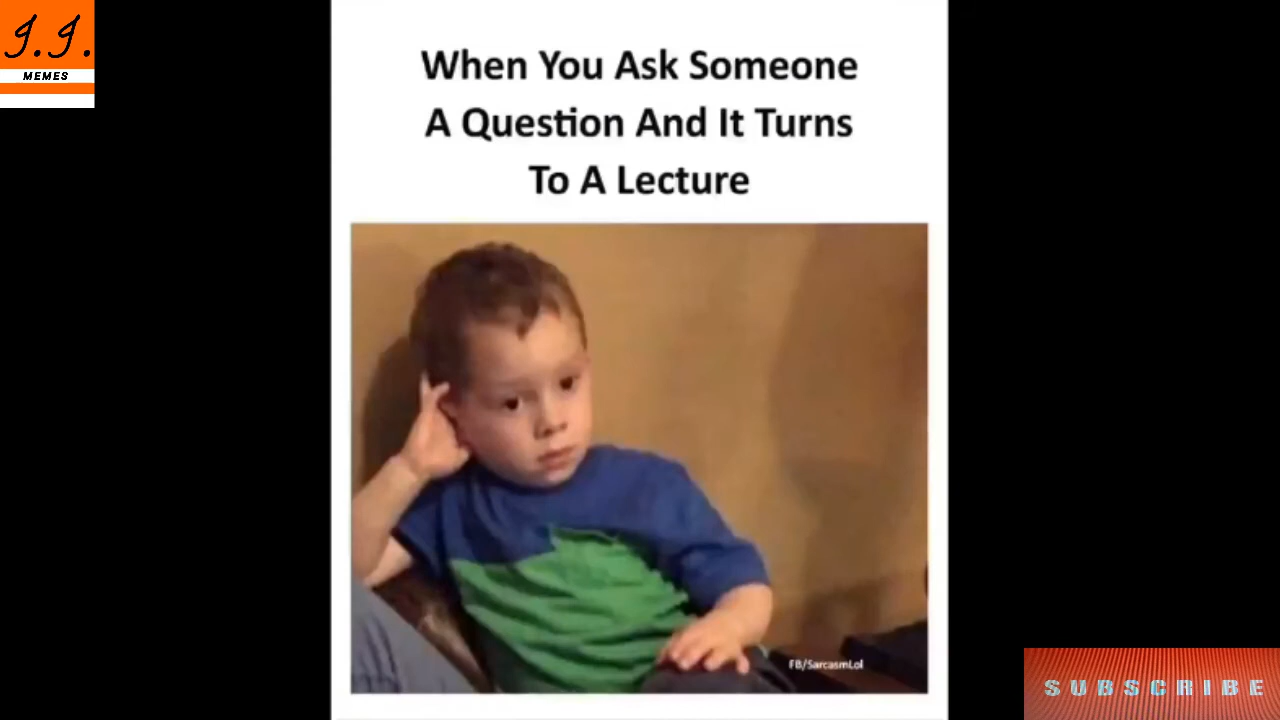 J.J.
MEMES
When You Ask Someone
A Question And It Turns
To A Lecture
FB/SarcasmLol
SUBSCRIBE